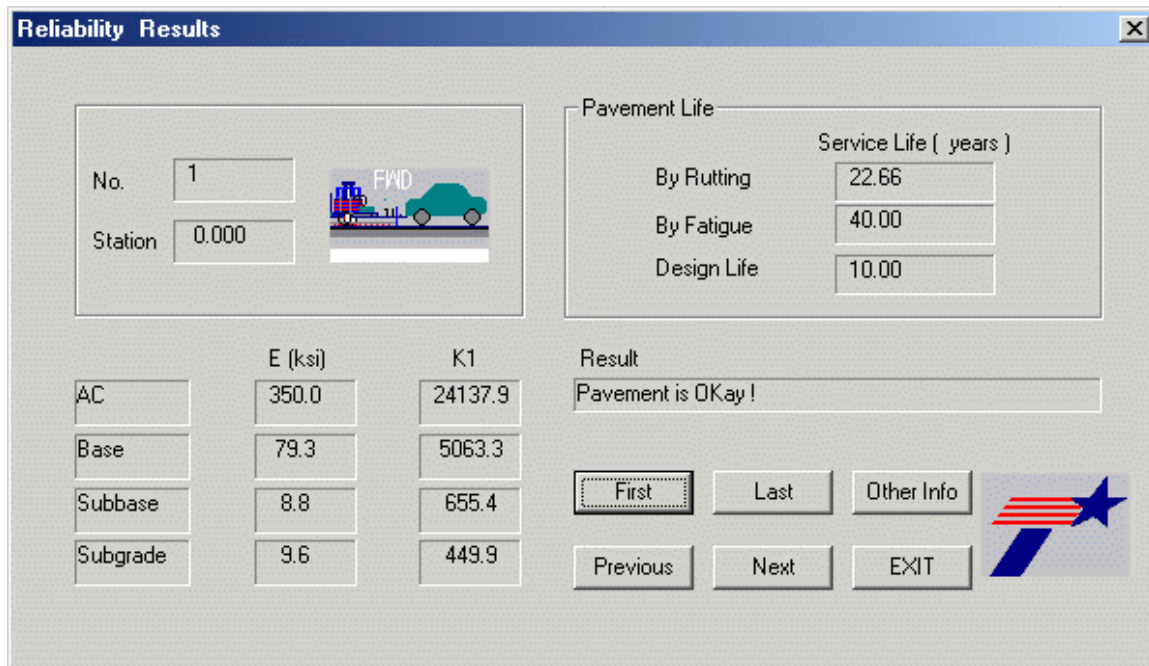 Reliability Results
No. 1
FWD
Station 0.000
Pavement Life
Service Life ( years )
By Rutting 22.66
By Fatigue 40.00
Design Life 10.00
E (ksi) K1
AC 350.0 24137.9
Base 79.3 5063.3
Subbase 8.8 655.4
Subgrade 9.6 449.9
Result
Pavement is OKay !
First Last Other Info
Previous Next EXIT